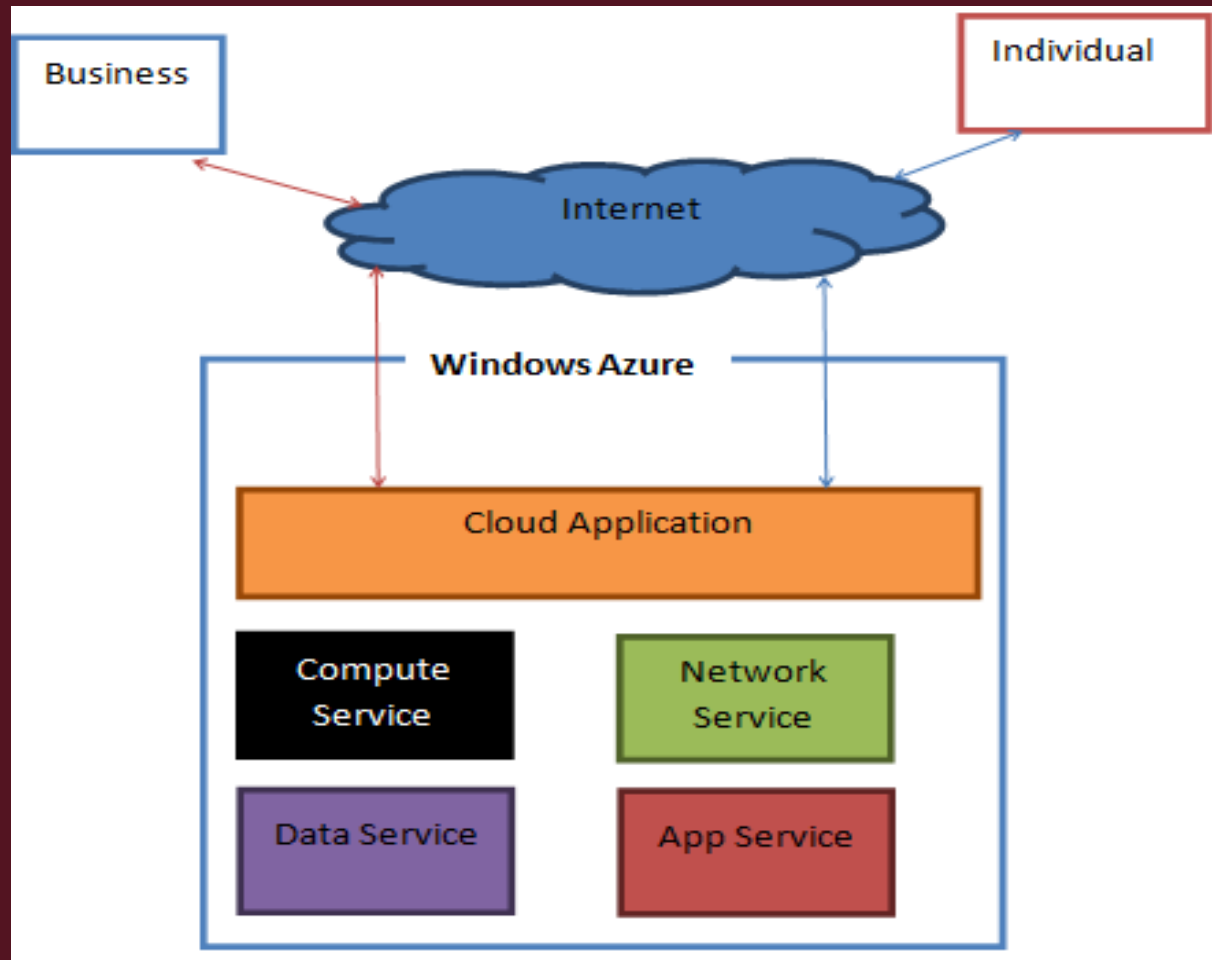 Business
Individual
Internet
Windows Azure
Cloud Application
Compute
Service
Network
Service
Data Service
App Service